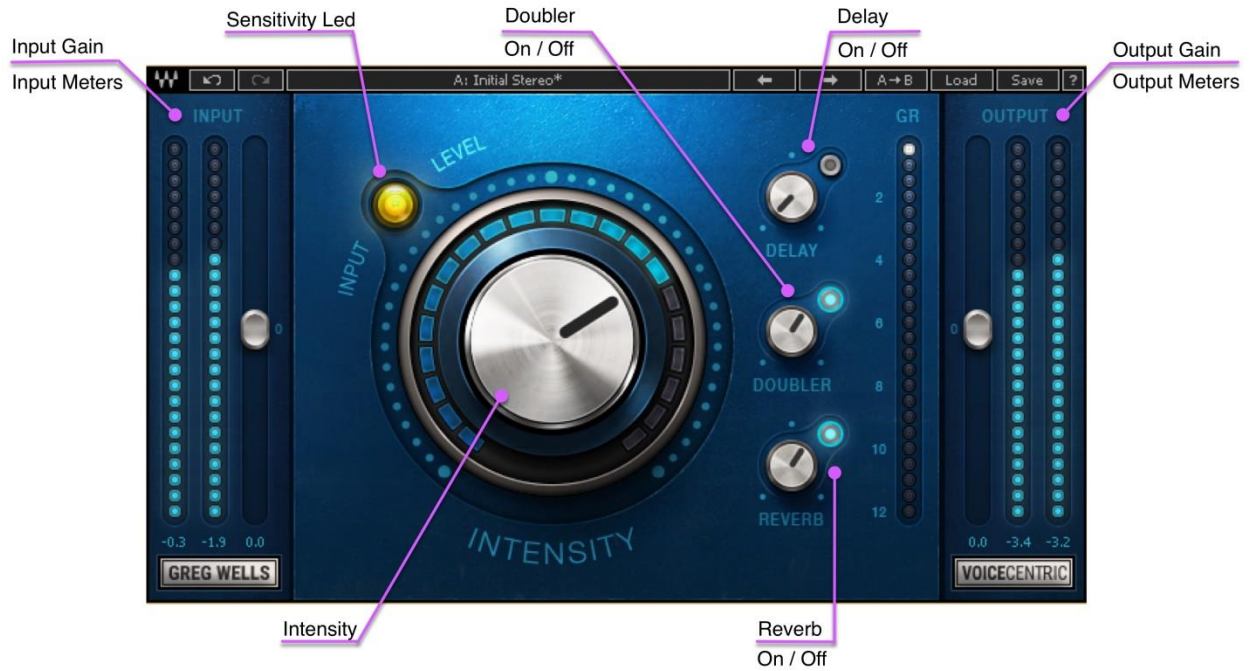 Sensitivity Led
Doubler
On / Off
Delay
On / Off
Input Gain
Input Meters
Output Gain
Output Meters
A: Initial Stereo*
A→B
Load
Save
?
INPUT
LEVEL
INPUT
GR
OUTPUT
2
4
6
8
10
12
DELAY
DOUBLER
REVERB
0
0
INTENSITY
-0.3 -1.9 0.0
0.0 -3.4 -3.2
GREG WELLS
VOICECENTRIC
Intensity
Reverb
On / Off